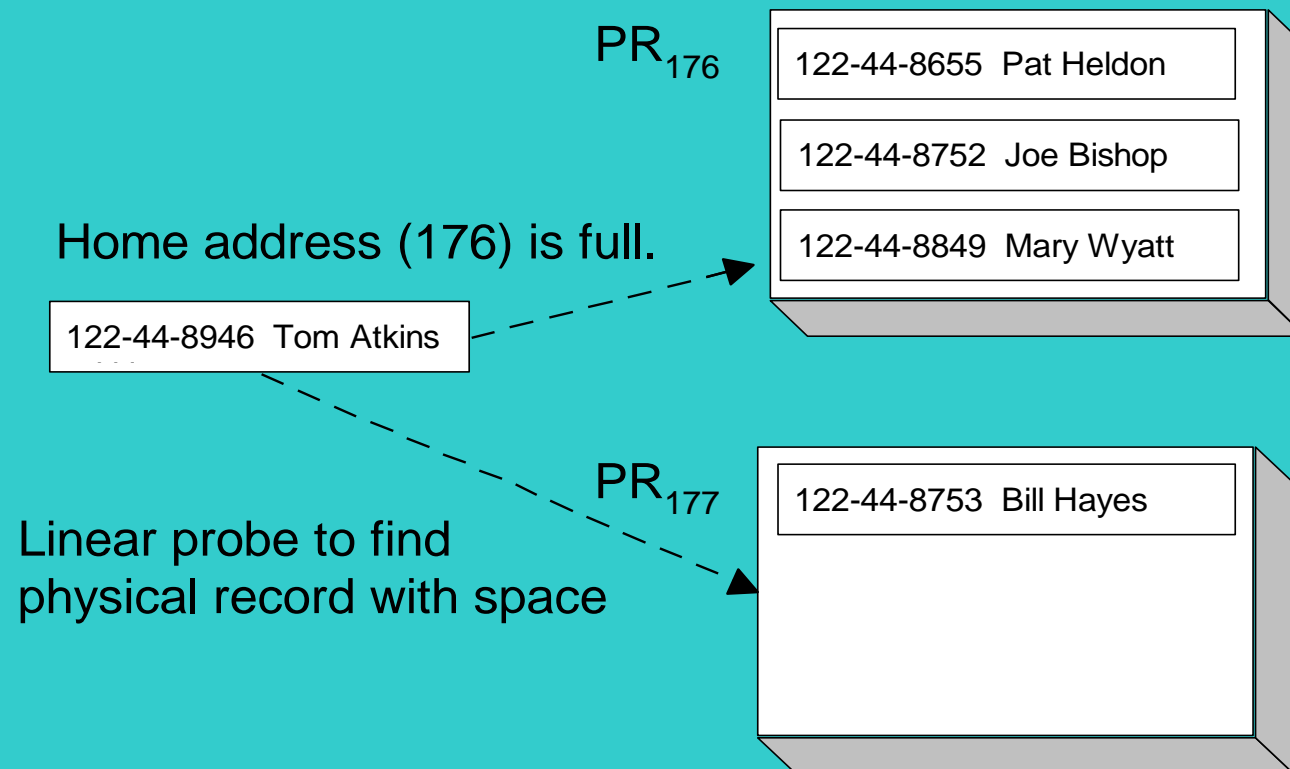 PR176
122-44-8655 Pat Heldon
122-44-8752 Joe Bishop
122-44-8849 Mary Wyatt
Home address (176) is full.
122-44-8946 Tom Atkins
PR177
122-44-8753 Bill Hayes
Linear probe to find
physical record with space